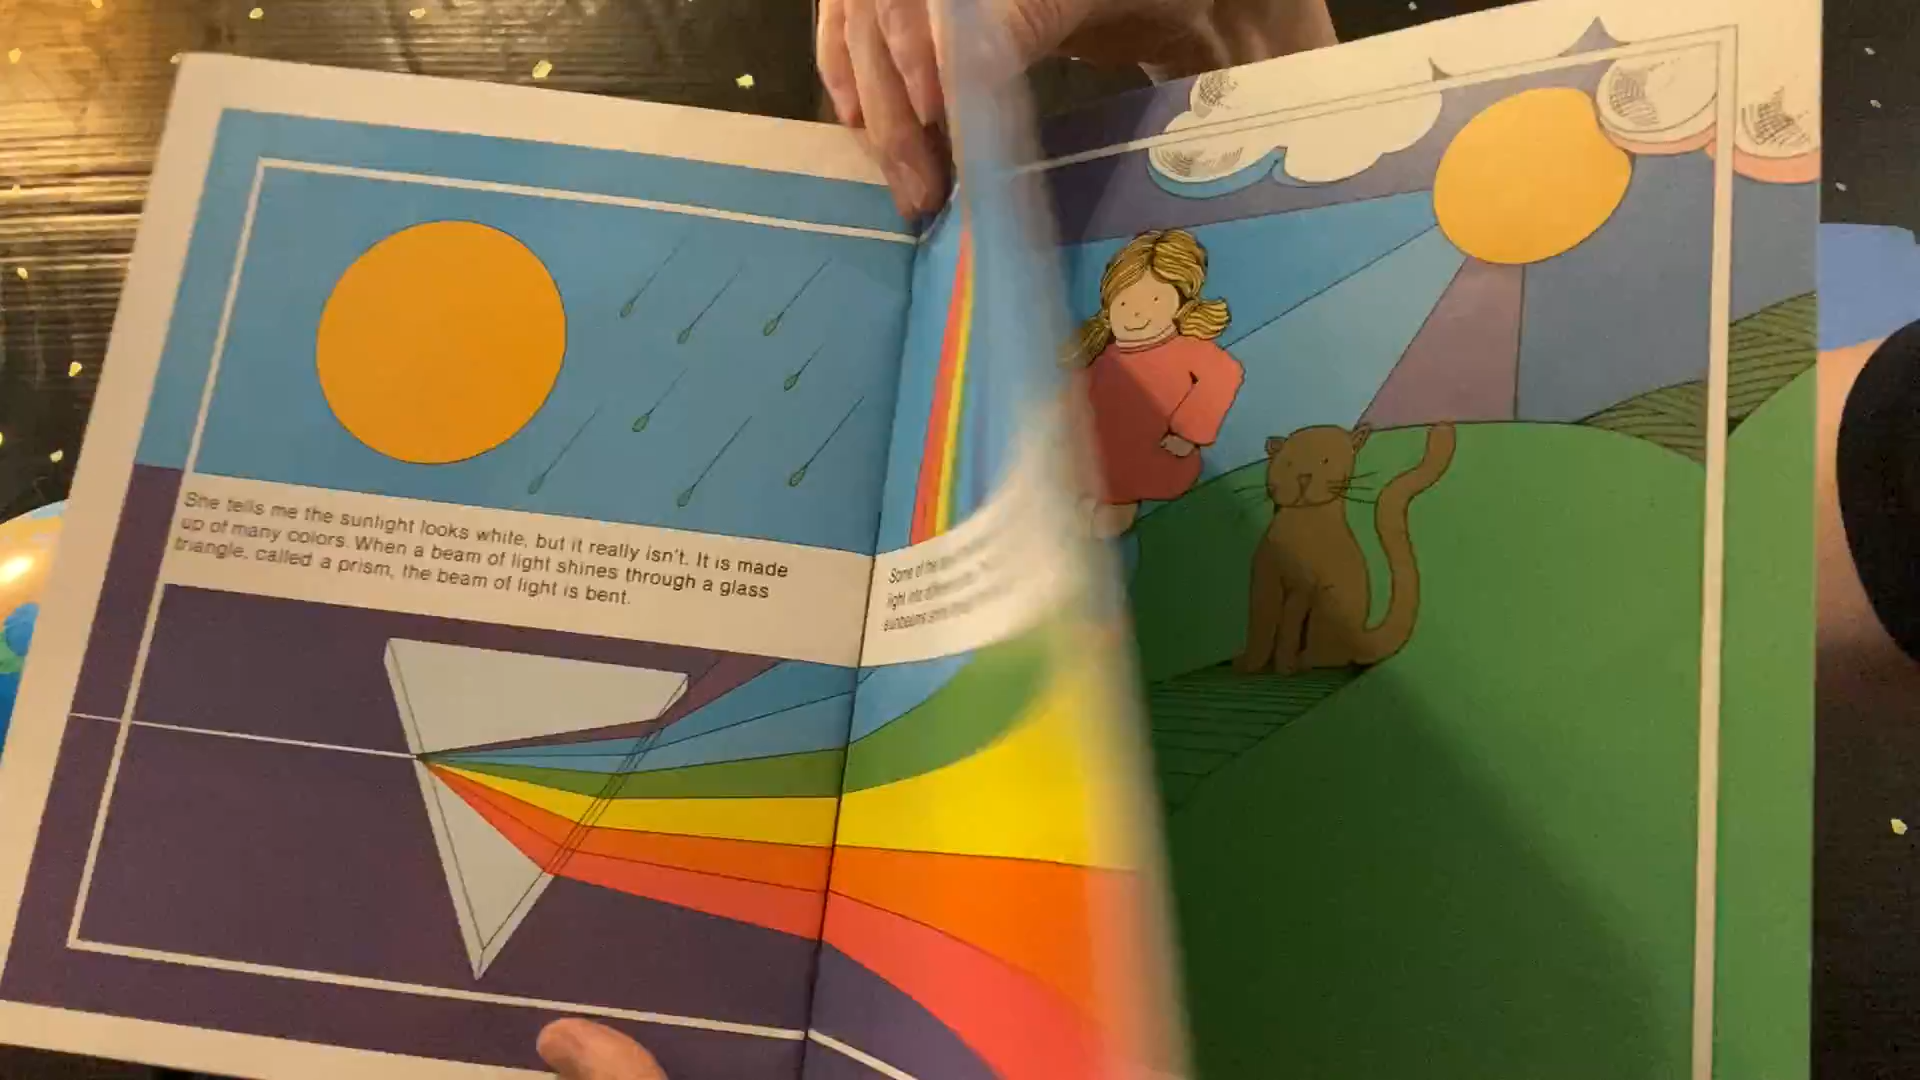 She tells me the sunlight looks white, but it really isn't. It is made
up of many colors. When a beam of light shines through a glass
triangle, called a prism, the beam of light is bent.
Some of the
light into
sunbeams